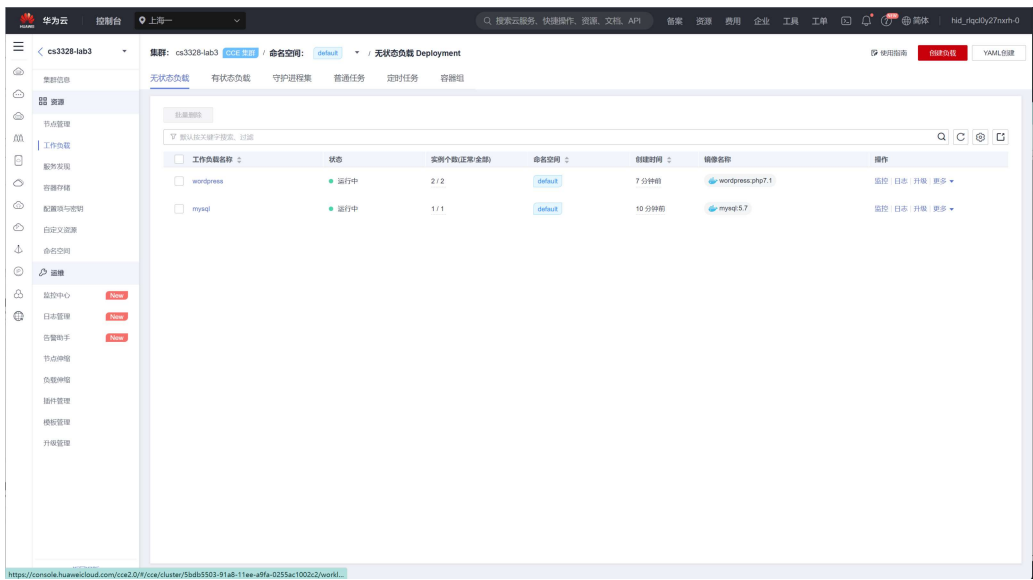 HUAWEI 华为云 控制台 上海一 搜索云服务、快捷操作、资源、文档、API 备案 资源 费用 企业 工具 工单 简体 hid_rlqcl0y27nxrh-0
cs3328-lab3 集群: cs3328-lab3 CCE 集群 / 命名空间: default / 无状态负载 Deployment 使用指南 创建负载 YAML创建
集群信息 无状态负载 有状态负载 守护进程集 普通任务 定时任务 容器组
资源
批量删除
节点管理
默认按关键字搜索、过滤
工作负载
工作负载名称 状态 实例个数(正常/全部) 命名空间 创建时间 镜像名称 操作
服务发现
wordpress 运行中 2 / 2 default 7 分钟前 wordpress:php7.1 监控 日志 升级 更多
容器存储
配置项与密钥 mysql 运行中 1 / 1 default 10 分钟前 mysql:5.7 监控 日志 升级 更多
自定义资源
命名空间
运维
监控中心 New
日志管理 New
告警助手 New
节点伸缩
负载伸缩
插件管理
模板管理
升级管理
https://console.huaweicloud.com/cce2.0/#/cce/cluster/5bdb5503-91a8-11ee-a9fa-0255ac1002c2/workl...